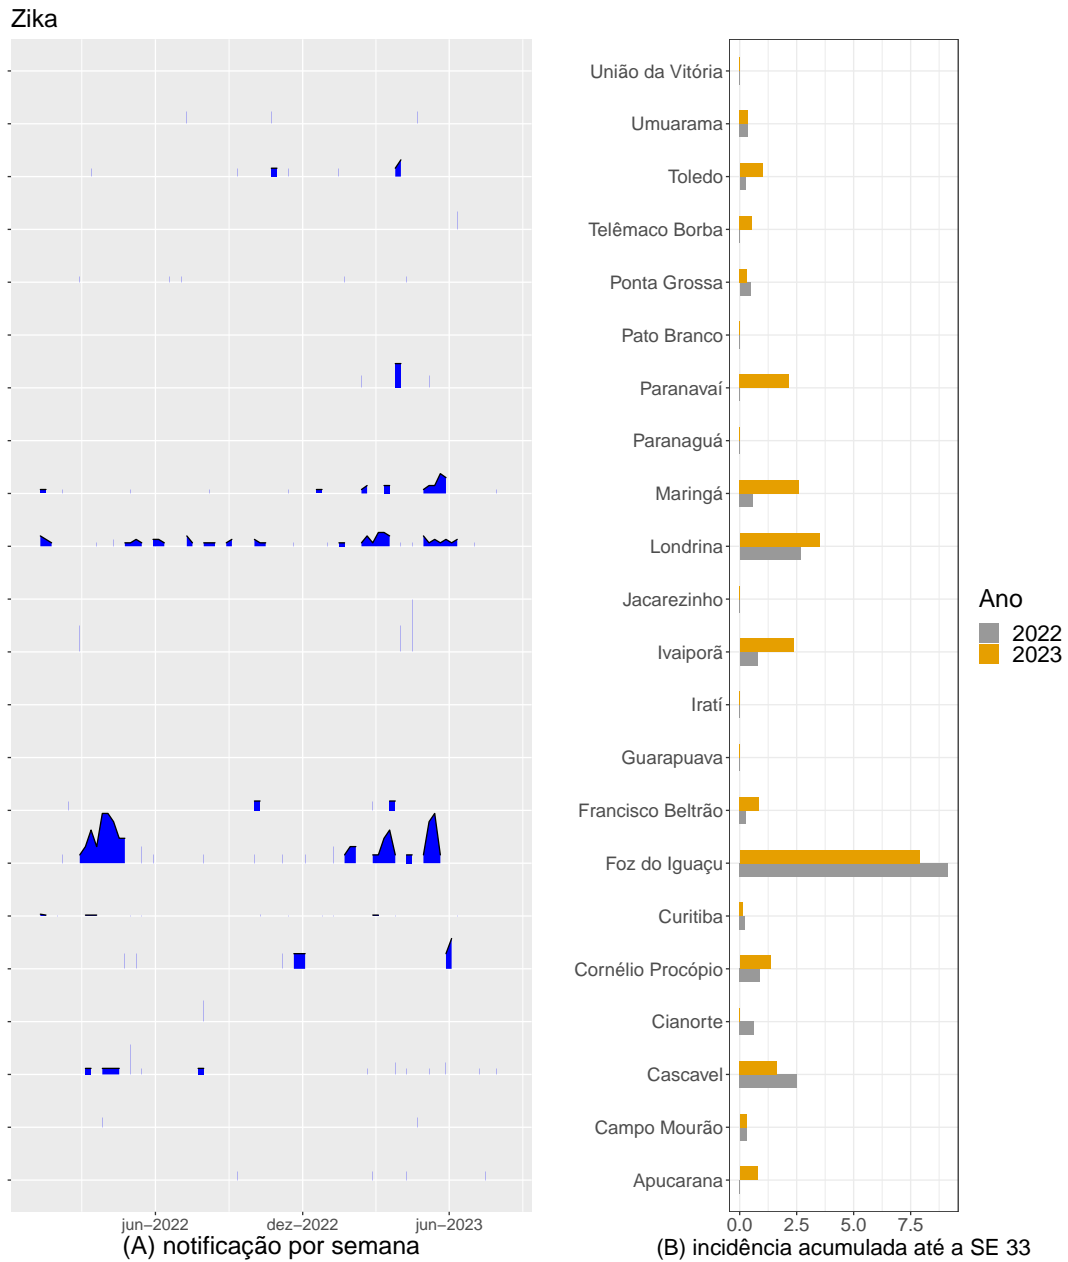 Zika
União da Vitória
Umuarama
Toledo
Telêmaco Borba
Ponta Grossa
Pato Branco
Paranavaí
Paranaguá
Maringá
Londrina
Jacarezinho
Ivaiporã
Iratí
Guarapuava
Francisco Beltrão
Foz do Iguaçu
Curitiba
Cornélio Procópio
Cianorte
Cascavel
Campo Mourão
Apucarana
jun−2022 dez−2022 jun−2023
(A) notificação por semana
0.0 2.5 5.0 7.5
(B) incidência acumulada até a SE 33
Ano
2022
2023